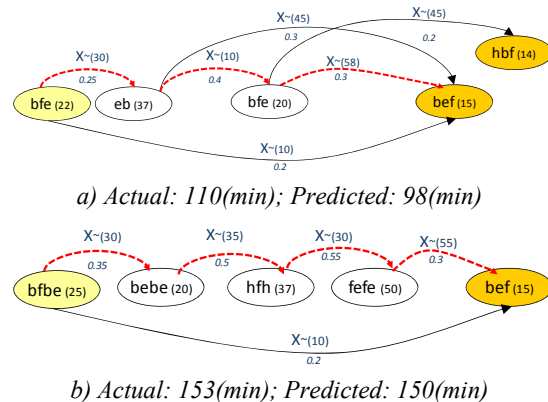 X~(45)
0.3
X~(45)
0.2
hbf (14)
X~(30)
0.25
X~(10)
0.4
X~(58)
0.3
bfe (22)
eb (37)
bfe (20)
bef (15)
X~(10)
0.2
a) Actual: 110(min); Predicted: 98(min)
X~(30)
0.35
X~(35)
0.5
X~(30)
0.55
X~(55)
0.3
bfbe (25)
bebe (20)
hfh (37)
fefe (50)
bef (15)
X~(10)
0.2
b) Actual: 153(min); Predicted: 150(min)